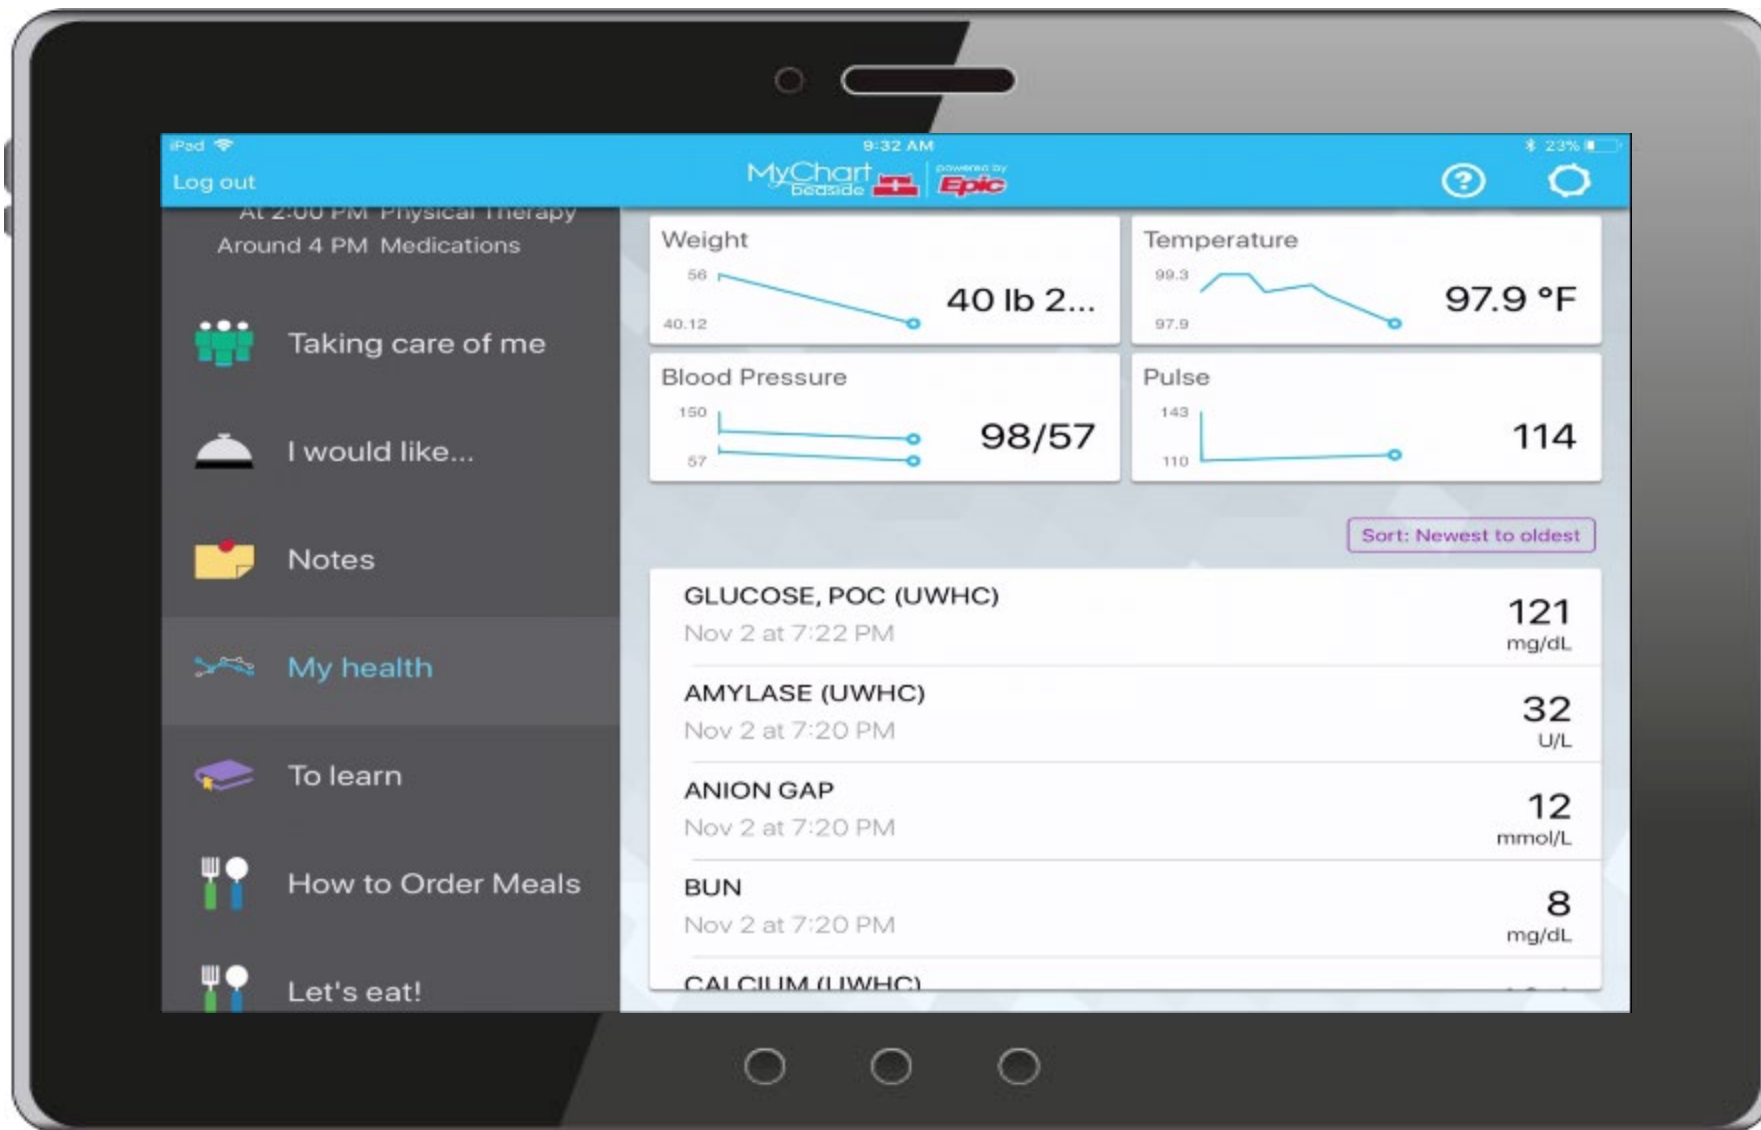 iPad
9:32 AM
23%
Log out
MyChart bedside
powered by Epic
At 2:00 PM Physical Therapy
Around 4 PM Medications
Taking care of me
I would like...
Notes
My health
To learn
How to Order Meals
Let's eat!
Weight
56
40.12
40 lb 2...
Temperature
99.3
97.9
97.9 °F
Blood Pressure
150
57
98/57
Pulse
143
110
114
Sort: Newest to oldest
GLUCOSE, POC (UWHC)
Nov 2 at 7:22 PM
121
mg/dL
AMYLASE (UWHC)
Nov 2 at 7:20 PM
32
U/L
ANION GAP
Nov 2 at 7:20 PM
12
mmol/L
BUN
Nov 2 at 7:20 PM
8
mg/dL
CALCIUM (UWHC)